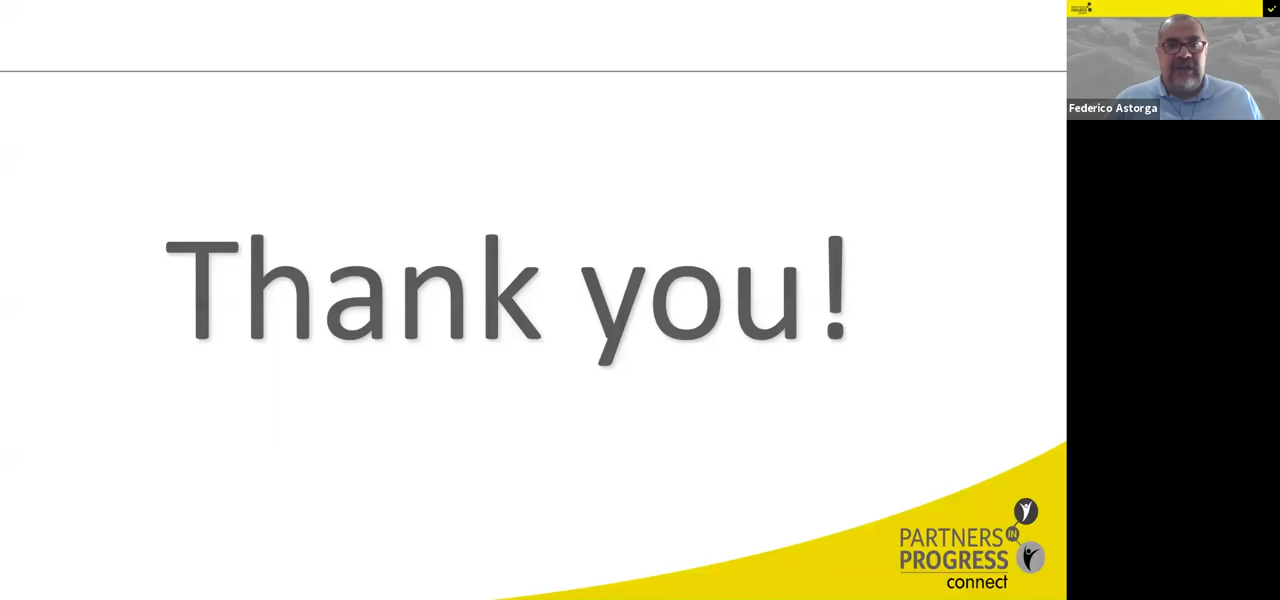 Federico Astorga
Thank you!
PARTNERS
IN
PROGRESS
connect